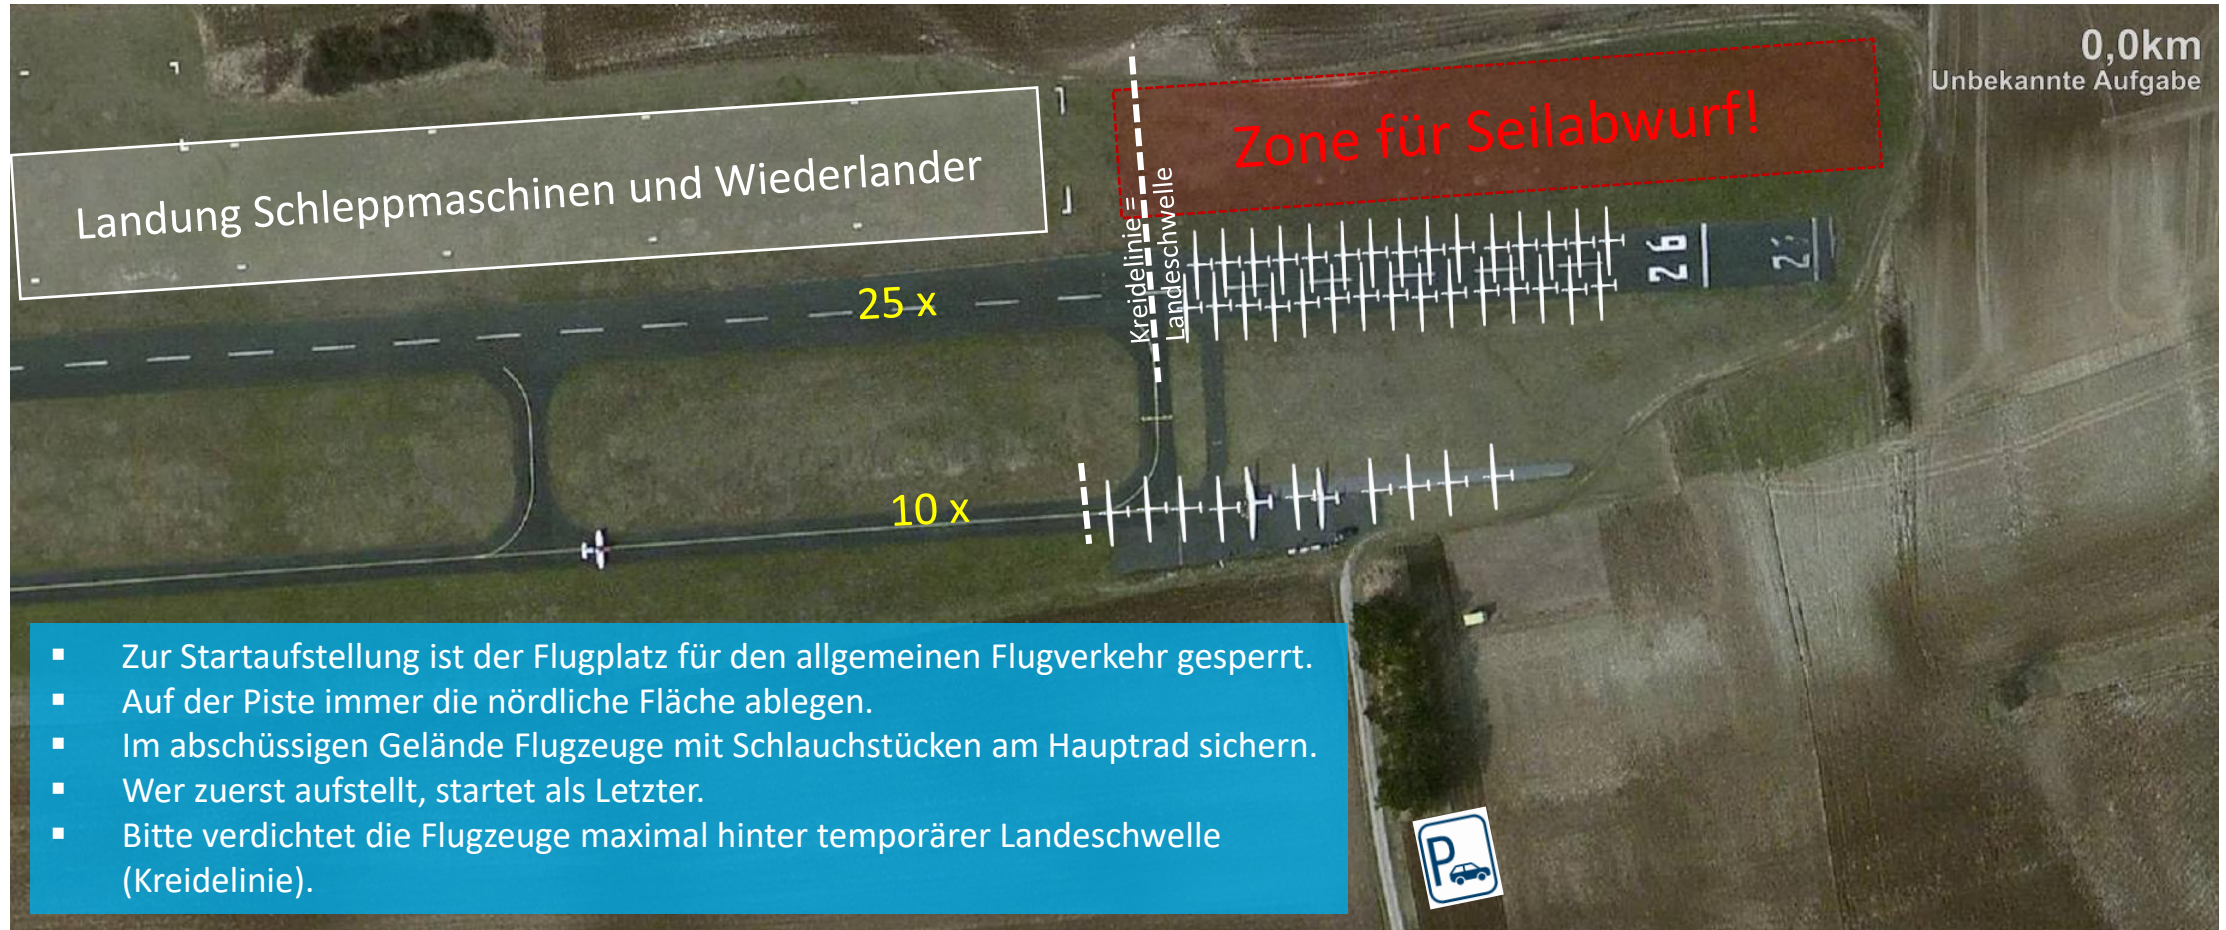 0,0km
Unbekannte Aufgabe
Zone für Seilabwurf!
Landung Schleppmaschinen und Wiederlander
Kreidelinie =
Landeschwelle
26
25 x
10 x
▪ Zur Startaufstellung ist der Flugplatz für den allgemeinen Flugverkehr gesperrt.
▪ Auf der Piste immer die nördliche Fläche ablegen.
▪ Im abschüssigen Gelände Flugzeuge mit Schlauchstücken am Hauptrad sichern.
▪ Wer zuerst aufstellt, startet als Letzter.
▪ Bitte verdichtet die Flugzeuge maximal hinter temporärer Landeschwelle
(Kreidelinie).
P